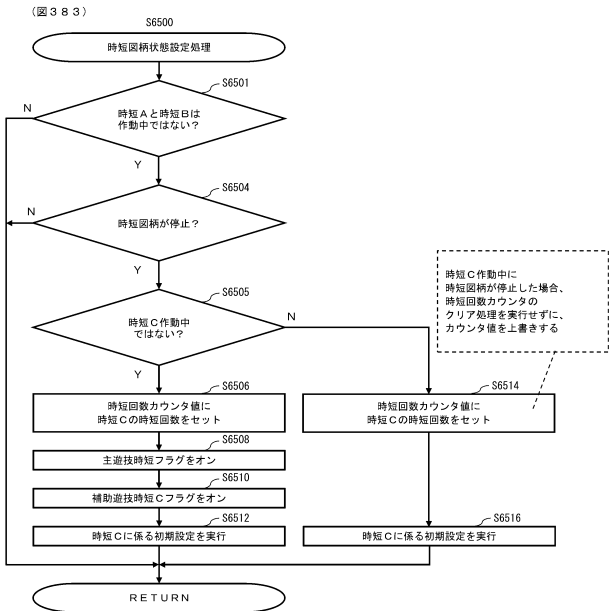 （図３８３）
S6500
時短図柄状態設定処理
S6501
時短Ａと時短Ｂは
作動中ではない？
N
Y
S6504
時短図柄が停止？
N
Y
S6505
時短Ｃ作動中
ではない？
N
Y
時短Ｃ作動中に
時短図柄が停止した場合、
時短回数カウンタの
クリア処理を実行せずに、
カウンタ値を上書きする
S6506
時短回数カウンタ値に
時短Ｃの時短回数をセット
S6514
時短回数カウンタ値に
時短Ｃの時短回数をセット
S6508
主遊技時短フラグをオン
S6510
補助遊技時短Ｃフラグをオン
S6512
時短Ｃに係る初期設定を実行
S6516
時短Ｃに係る初期設定を実行
ＲＥＴＵＲＮ